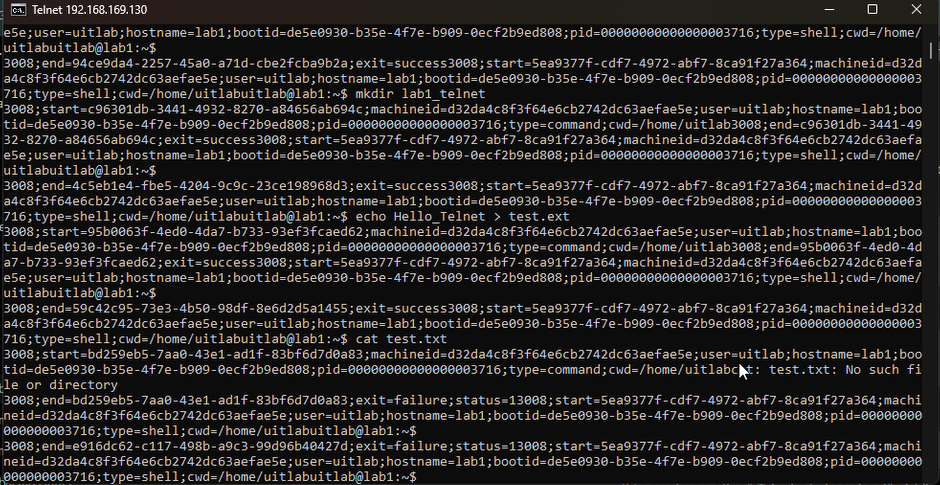 Telnet 192.168.169.130
e5e;user=uitlab;hostname=lab1;bootid=de5e0930-b35e-4f7e-b909-0ecf2b9ed808;pid=00000000000000003716;type=shell;cwd=/home/
uitlabuitlab@lab1:~$
3008;end=94ce9da4-2257-45a0-a71d-cbe2fcba9b2a;exit=success3008;start=5ea9377f-cdf7-4972-abf7-8ca91f27a364;machineid=d32d
a4c8f3f64e6cb2742dc63aefae5e;user=uitlab;hostname=lab1;bootid=de5e0930-b35e-4f7e-b909-0ecf2b9ed808;pid=00000000000000003
716;type=shell;cwd=/home/uitlabuitlab@lab1:~$ mkdir lab1_telnet
3008;start=c96301db-3441-4932-8270-a84656ab694c;machineid=d32da4c8f3f64e6cb2742dc63aefae5e;user=uitlab;hostname=lab1;boo
tid=de5e0930-b35e-4f7e-b909-0ecf2b9ed808;pid=00000000000000003716;type=command;cwd=/home/uitlab3008;end=c96301db-3441-49
32-8270-a84656ab694c;exit=success3008;start=5ea9377f-cdf7-4972-abf7-8ca91f27a364;machineid=d32da4c8f3f64e6cb2742dc63aefa
e5e;user=uitlab;hostname=lab1;bootid=de5e0930-b35e-4f7e-b909-0ecf2b9ed808;pid=00000000000000003716;type=shell;cwd=/home/
uitlabuitlab@lab1:~$
3008;end=4c5eb1e4-fbe5-4204-9c9c-23ce198968d3;exit=success3008;start=5ea9377f-cdf7-4972-abf7-8ca91f27a364;machineid=d32d
a4c8f3f64e6cb2742dc63aefae5e;user=uitlab;hostname=lab1;bootid=de5e0930-b35e-4f7e-b909-0ecf2b9ed808;pid=00000000000000003
716;type=shell;cwd=/home/uitlabuitlab@lab1:~$ echo Hello_Telnet > test.ext
3008;start=95b0063f-4ed0-4da7-b733-93ef3fcaed62;machineid=d32da4c8f3f64e6cb2742dc63aefae5e;user=uitlab;hostname=lab1;boo
tid=de5e0930-b35e-4f7e-b909-0ecf2b9ed808;pid=00000000000000003716;type=command;cwd=/home/uitlab3008;end=95b0063f-4ed0-4d
a7-b733-93ef3fcaed62;exit=success3008;start=5ea9377f-cdf7-4972-abf7-8ca91f27a364;machineid=d32da4c8f3f64e6cb2742dc63aefa
e5e;user=uitlab;hostname=lab1;bootid=de5e0930-b35e-4f7e-b909-0ecf2b9ed808;pid=00000000000000003716;type=shell;cwd=/home/
uitlabuitlab@lab1:~$
3008;end=59c42c95-73e3-4b50-98df-8e6d2d5a1455;exit=success3008;start=5ea9377f-cdf7-4972-abf7-8ca91f27a364;machineid=d32d
a4c8f3f64e6cb2742dc63aefae5e;user=uitlab;hostname=lab1;bootid=de5e0930-b35e-4f7e-b909-0ecf2b9ed808;pid=00000000000000003
716;type=shell;cwd=/home/uitlabuitlab@lab1:~$ cat test.txt
3008;start=bd259eb5-7aa0-43e1-ad1f-83bf6d7d0a83;machineid=d32da4c8f3f64e6cb2742dc63aefae5e;user=uitlab;hostname=lab1;boo
tid=de5e0930-b35e-4f7e-b909-0ecf2b9ed808;pid=00000000000000003716;type=command;cwd=/home/uitlabcat: test.txt: No such fi
le or directory
3008;end=bd259eb5-7aa0-43e1-ad1f-83bf6d7d0a83;exit=failure;status=13008;start=5ea9377f-cdf7-4972-abf7-8ca91f27a364;machi
neid=d32da4c8f3f64e6cb2742dc63aefae5e;user=uitlab;hostname=lab1;bootid=de5e0930-b35e-4f7e-b909-0ecf2b9ed808;pid=00000000
000000003716;type=shell;cwd=/home/uitlabuitlab@lab1:~$
3008;end=e916dc62-c117-498b-a9c3-99d96b40427d;exit=failure;status=13008;start=5ea9377f-cdf7-4972-abf7-8ca91f27a364;machi
neid=d32da4c8f3f64e6cb2742dc63aefae5e;user=uitlab;hostname=lab1;bootid=de5e0930-b35e-4f7e-b909-0ecf2b9ed808;pid=00000000
000000003716;type=shell;cwd=/home/uitlabuitlab@lab1:~$